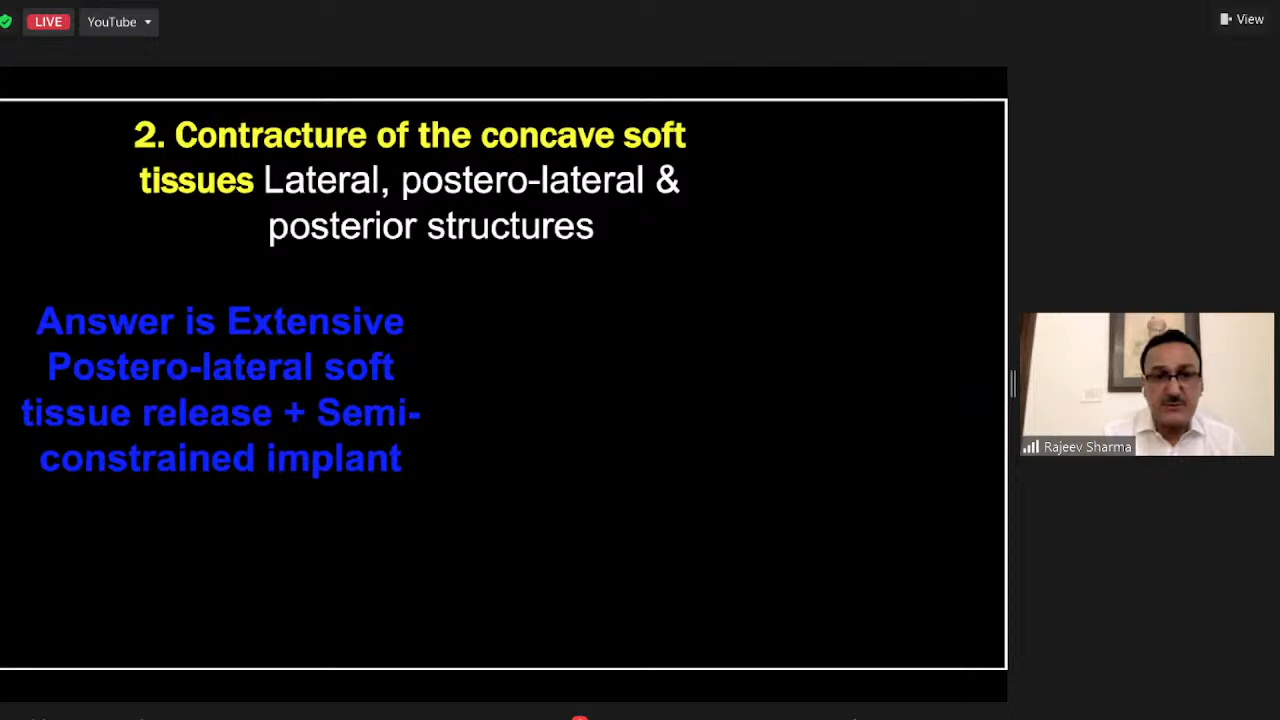 LIVE
YouTube
View
2. Contracture of the concave soft
tissues Lateral, postero-lateral &
posterior structures
Answer is Extensive
Postero-lateral soft
tissue release + Semi-
constrained implant
Rajeev Sharma